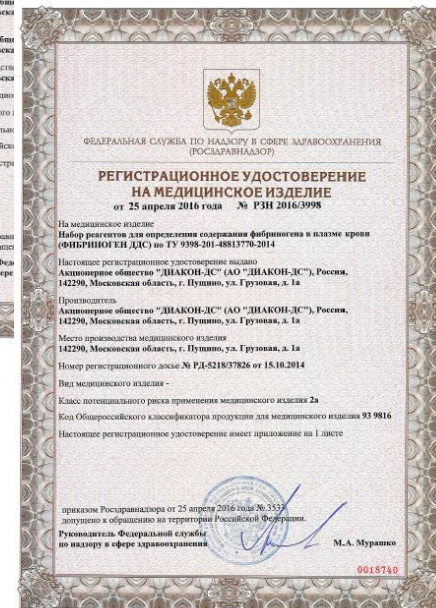 ФЕДЕРАЛЬНАЯ СЛУЖБА ПО НАДЗОРУ В СФЕРЕ ЗДРАВООХРАНЕНИЯ
(РОСЗДРАВНАДЗОР)
РЕГИСТРАЦИОННОЕ УДОСТОВЕРЕНИЕ
НА МЕДИЦИНСКОЕ ИЗДЕЛИЕ
от 25 апреля 2016 года № РЗН 2016/3998
На медицинское изделие
Набор реагентов для определения содержания фибриногена в плазме крови
(ФИБРИНОГЕН ДДС) по ТУ 9398-201-48813770-2014
Настоящее регистрационное удостоверение выдано
Акционерное общество "ДИАКОН-ДС" (АО "ДИАКОН-ДС"), Россия,
142290, Московская область, г. Пущино, ул. Грузовая, д. 1а
Производитель
Акционерное общество "ДИАКОН-ДС" (АО "ДИАКОН-ДС"), Россия,
142290, Московская область, г. Пущино, ул. Грузовая, д. 1а
Место производства медицинского изделия
142290, Московская область, г. Пущино, ул. Грузовая, д. 1а
Номер регистрационного досье № РД-5218/37826 от 15.10.2014
Вид медицинского изделия -
Класс потенциального риска применения медицинского изделия 2а
Код Общероссийского классификатора продукции для медицинского изделия 93 9816
Настоящее регистрационное удостоверение имеет приложение на 1 листе
приказом Росздравнадзора от 25 апреля 2016 года № 3533
допущено к обращению на территории Российской Федерации.
Руководитель Федеральной службы
по надзору в сфере здравоохранения
М.А. Мурашко
0018740